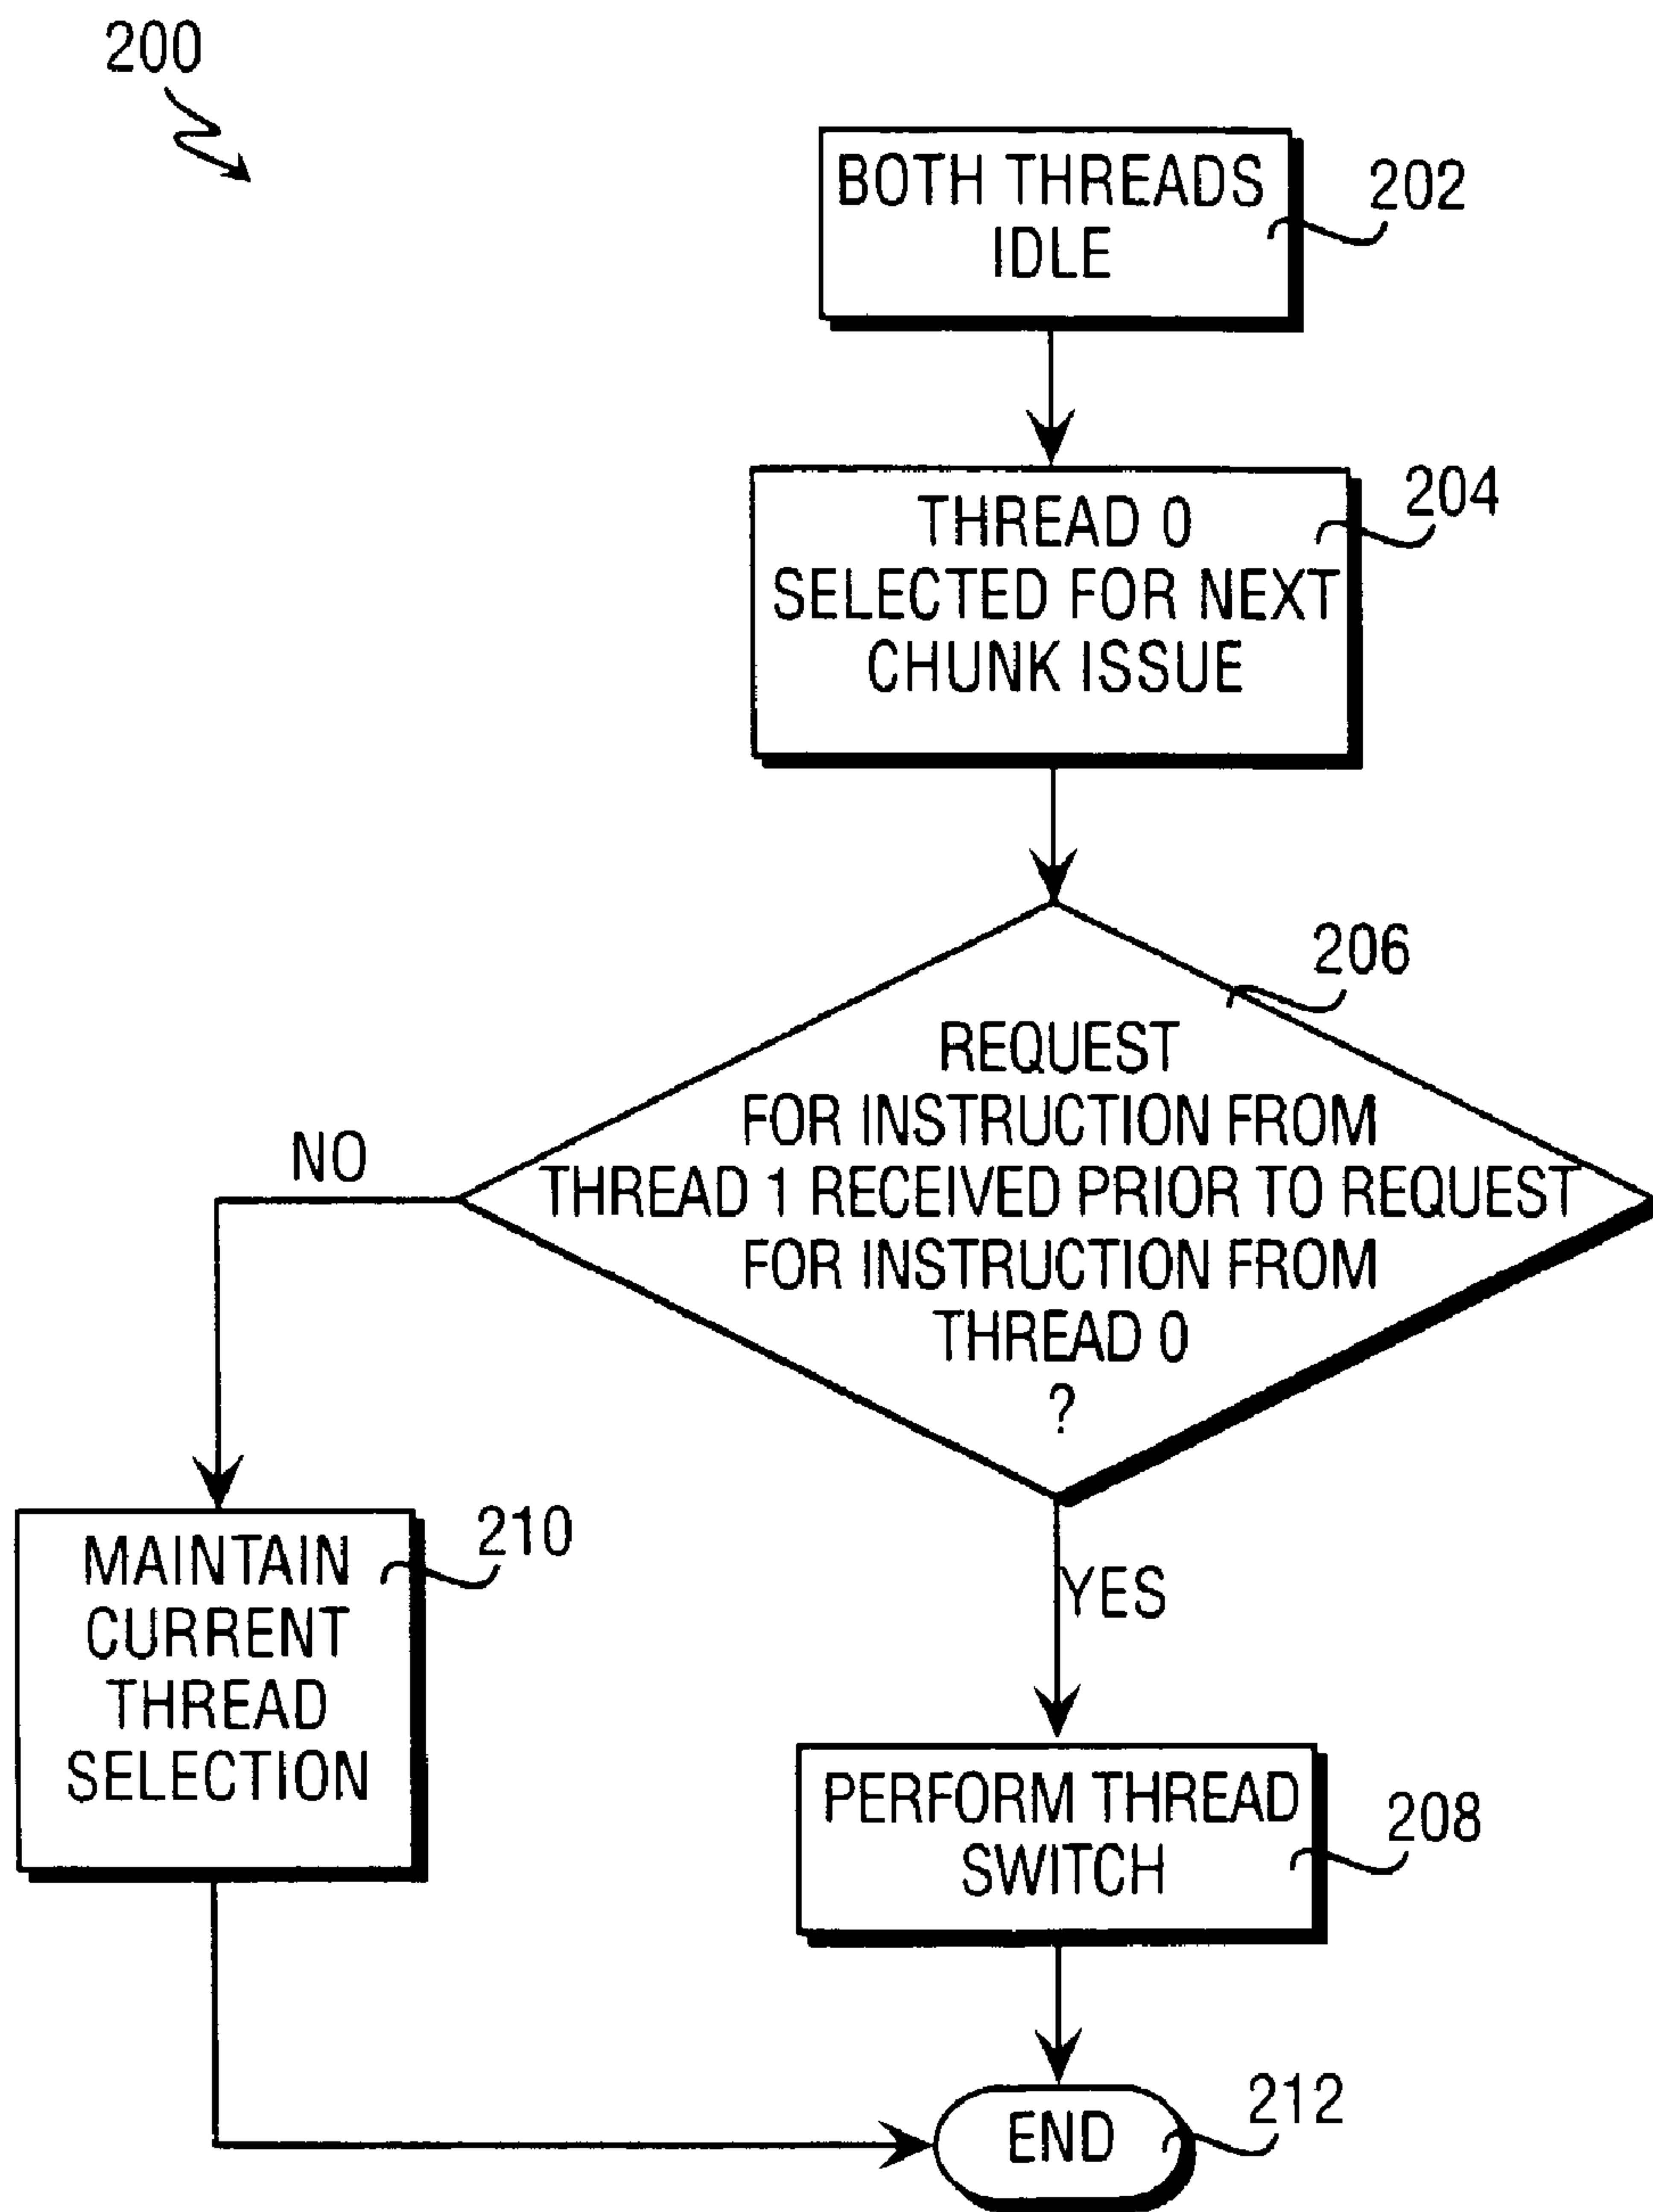 200
BOTH THREADS
IDLE
202
THREAD 0
SELECTED FOR NEXT
CHUNK ISSUE
204
206
REQUEST
FOR INSTRUCTION FROM
THREAD 1 RECEIVED PRIOR TO REQUEST
FOR INSTRUCTION FROM
THREAD 0
?
NO
YES
MAINTAIN
CURRENT
THREAD
SELECTION
210
PERFORM THREAD
SWITCH
208
END
212